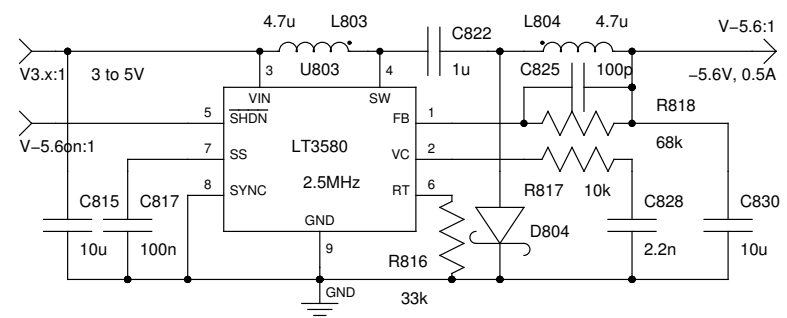 4.7u L803 C822 L804 4.7u V−5.6:1
V3.x:1 3 to 5V 3 U803 4 1u C825 100p −5.6V, 0.5A
VIN SW
V−5.6on:1 5 SHDN FB 1 R818
LT3580 68k
7 SS VC 2
8 SYNC 2.5MHz RT 6 R817 10k
C815 C817 C828 C830
GND D804
10u 100n 9 R816 2.2n 10u
GND 33k